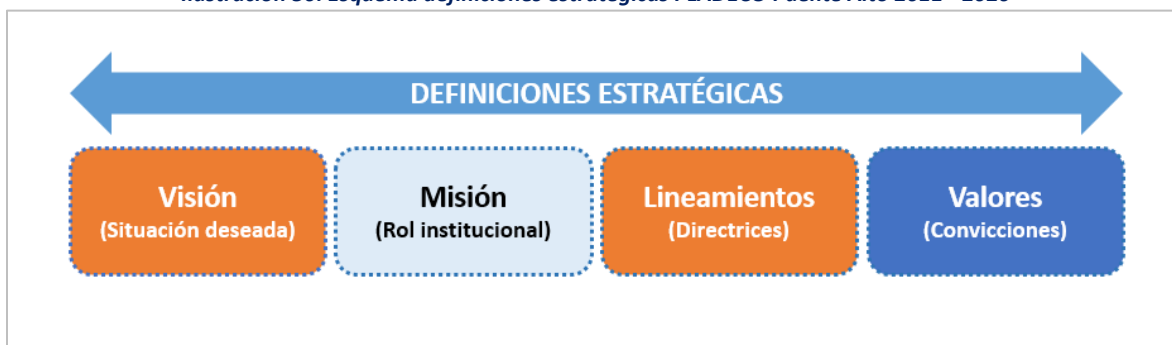 DEFINICIONES ESTRATÉGICAS
Visión
(Situación deseada)
Misión
(Rol institucional)
Lineamientos
(Directrices)
Valores
(Convicciones)